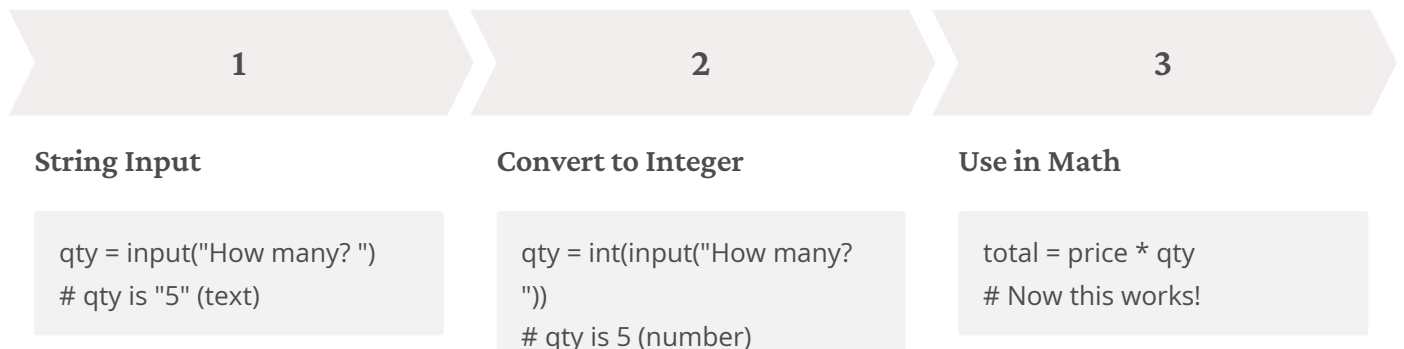 1
2
3
String Input
Convert to Integer
Use in Math
qty = input("How many? ")
# qty is "5" (text)
qty = int(input("How many?
"))
# qty is 5 (number)
total = price * qty
# Now this works!